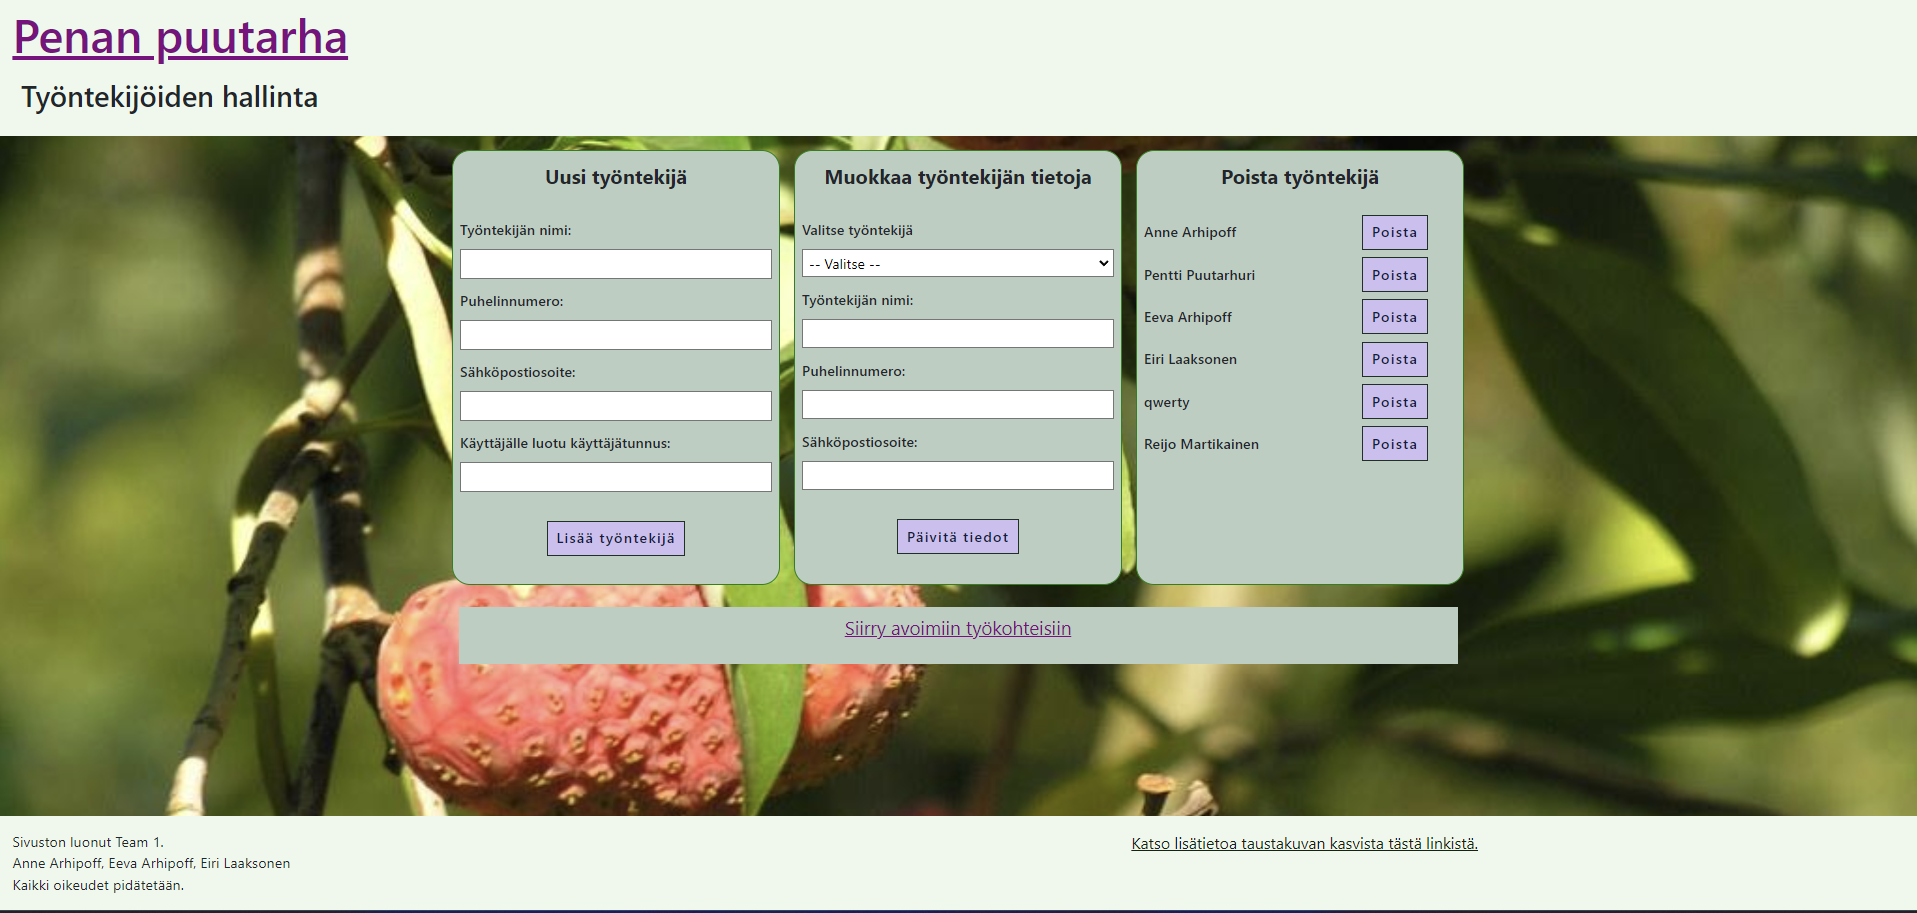 Penan puutarha
Työntekijöiden hallinta
Uusi työntekijä
Työntekijän nimi:
Puhelinnumero:
Sähköpostiosoite:
Käyttäjälle luotu käyttäjätunnus:
Lisää työntekijä
Muokkaa työntekijän tietoja
Valitse työntekijä
-- Valitse --
Työntekijän nimi:
Puhelinnumero:
Sähköpostiosoite:
Päivitä tiedot
Poista työntekijä
Anne Arhipoff Poista
Pentti Puutarhuri Poista
Eeva Arhipoff Poista
Eiri Laaksonen Poista
qwerty Poista
Reijo Martikainen Poista
Siirry avoimiin työkohteisiin
Sivuston luonut Team 1.
Anne Arhipoff, Eeva Arhipoff, Eiri Laaksonen
Kaikki oikeudet pidätetään.
Katso lisätietoa taustakuvan kasvista tästä linkistä.